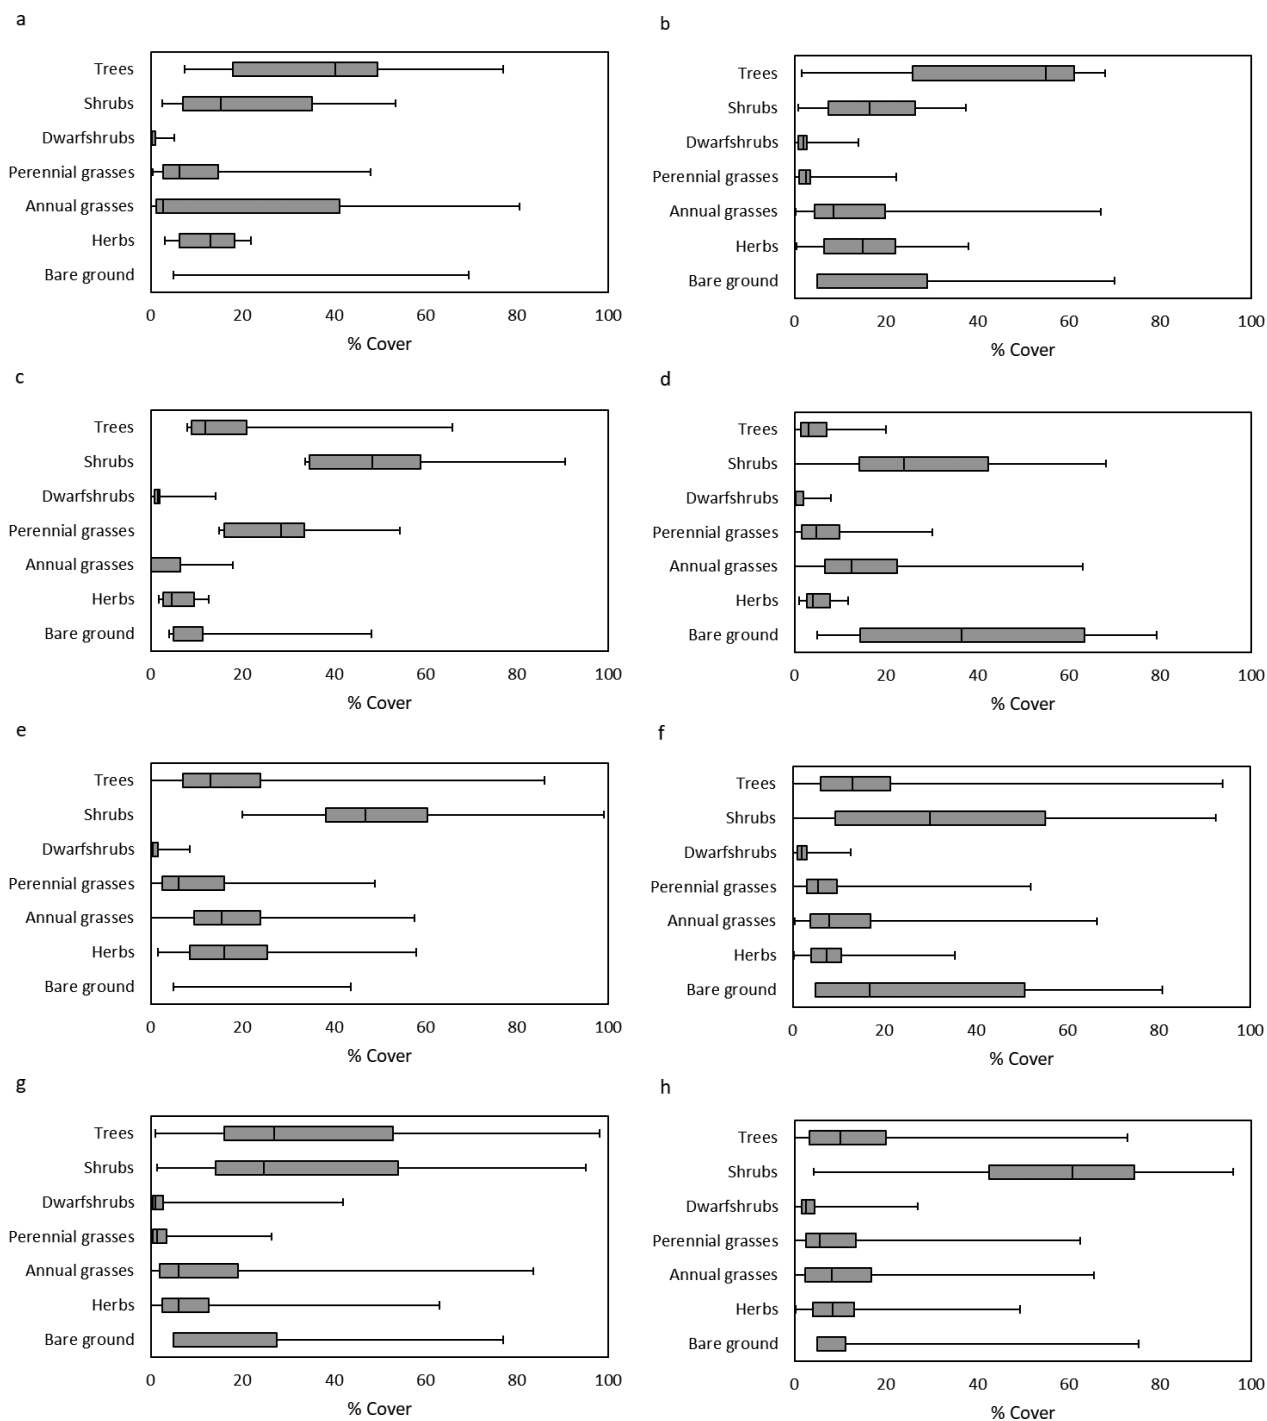 a
Trees
Shrubs
Dwarfshrubs
Perennial grasses
Annual grasses
Herbs
Bare ground
0 20 40 60 80 100
% Cover
b
Trees
Shrubs
Dwarfshrubs
Perennial grasses
Annual grasses
Herbs
Bare ground
0 20 40 60 80 100
% Cover
c
Trees
Shrubs
Dwarfshrubs
Perennial grasses
Annual grasses
Herbs
Bare ground
0 20 40 60 80 100
% Cover
d
Trees
Shrubs
Dwarfshrubs
Perennial grasses
Annual grasses
Herbs
Bare ground
0 20 40 60 80 100
% Cover
e
Trees
Shrubs
Dwarfshrubs
Perennial grasses
Annual grasses
Herbs
Bare ground
0 20 40 60 80 100
% Cover
f
Trees
Shrubs
Dwarfshrubs
Perennial grasses
Annual grasses
Herbs
Bare ground
0 20 40 60 80 100
% Cover
g
Trees
Shrubs
Dwarfshrubs
Perennial grasses
Annual grasses
Herbs
Bare ground
0 20 40 60 80 100
% Cover
h
Trees
Shrubs
Dwarfshrubs
Perennial grasses
Annual grasses
Herbs
Bare ground
0 20 40 60 80 100
% Cover